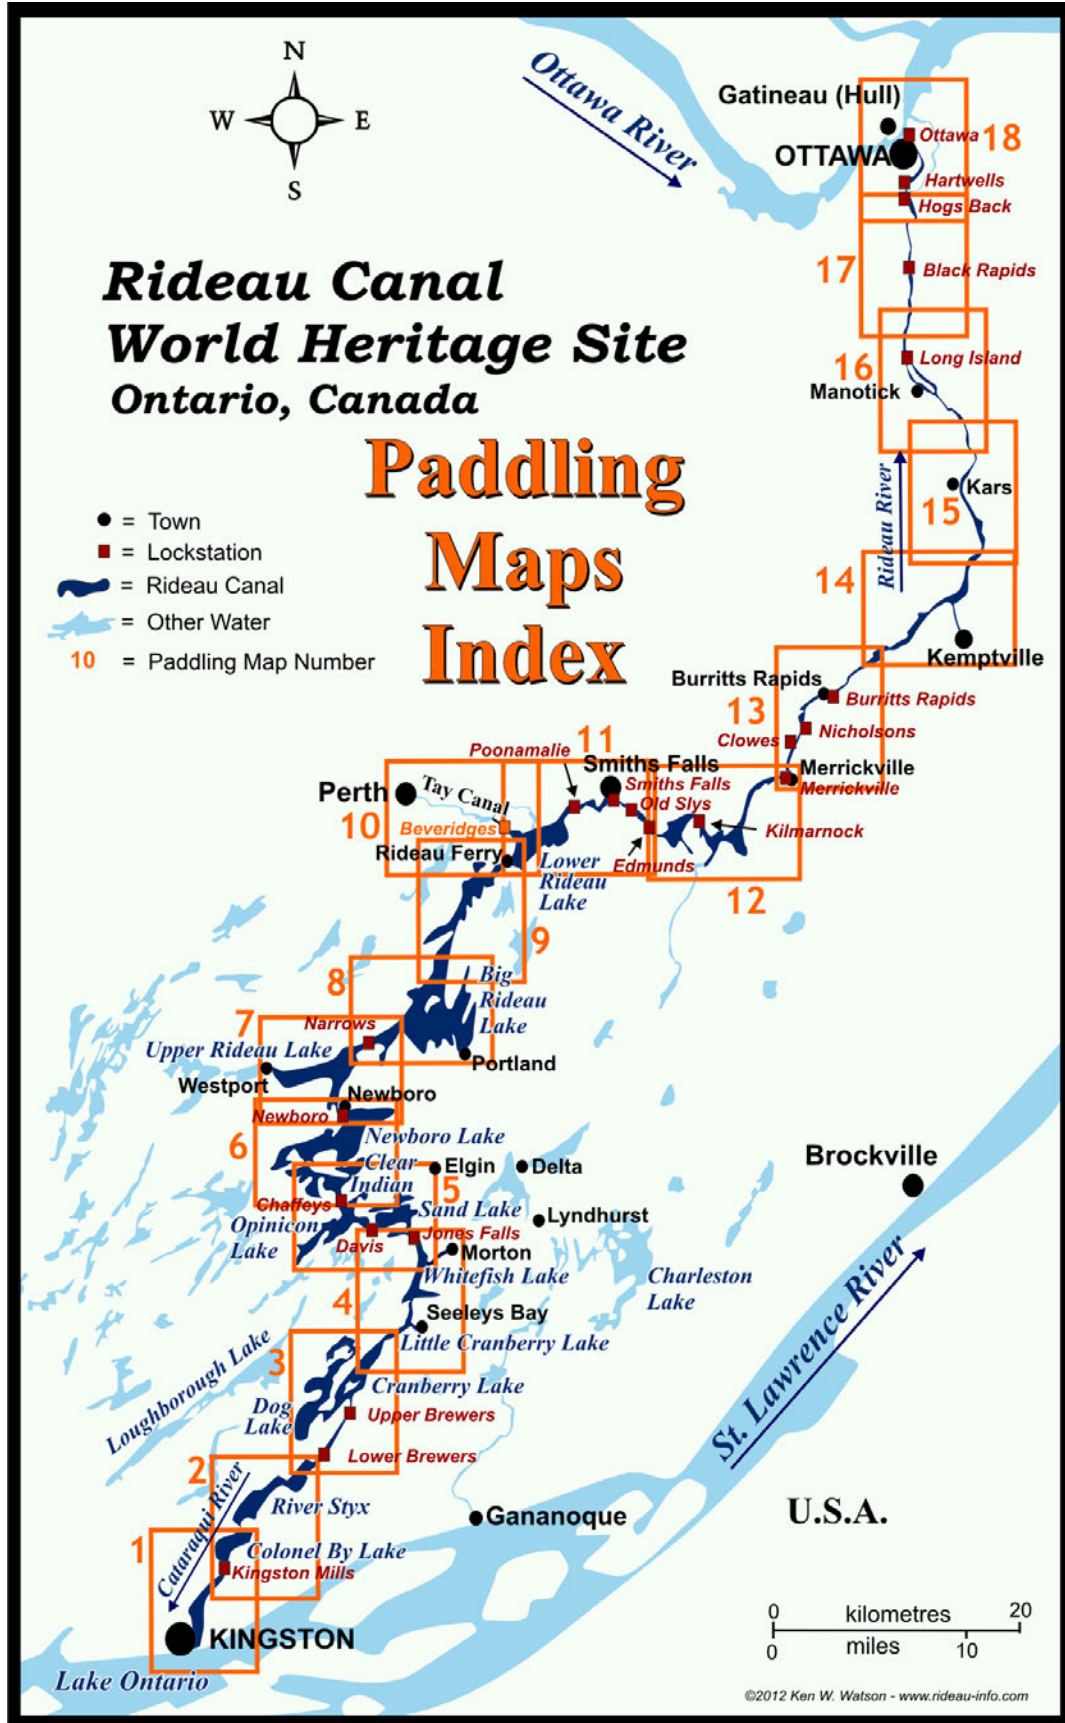 N
W
E
S
Ottawa River
Gatineau (Hull)
Ottawa
18
OTTAWA
Hartwells
Hogs Back
Rideau Canal
World Heritage Site
Ontario, Canada
17
Black Rapids
16
Long Island
Manotick
Paddling
Maps
Index
Rideau River
Kars
15
= Town
= Lockstation
= Rideau Canal
= Other Water
10 = Paddling Map Number
14
Kemptville
Burritts Rapids
Burritts Rapids
13
Nicholsons
Clowes
11
Poonamalie
Smiths Falls
Merrickville
Merrickville
Perth
Tay Canal
Smiths Falls
Old Slys
10
Beveridges
Kilmarnock
Rideau Ferry
Lower
Rideau
Lake
Edmunds
12
9
8
Big
Rideau
Lake
7
Narrows
Upper Rideau Lake
Portland
Westport
Newboro
Newboro
6
Newboro Lake
Clear
Indian
Elgin
Delta
5
Brockville
Chaffeys
Sand Lake
Lyndhurst
Opinicon
Lake
Davis
Jones Falls
Morton
Whitefish Lake
Charleston
Lake
4
Seeleys Bay
Little Cranberry Lake
St. Lawrence River
Loughborough Lake
3
Cranberry Lake
Dog
Lake
Upper Brewers
Lower Brewers
2
Cataraqui River
River Styx
Gananoque
U.S.A.
1
Colonel By Lake
Kingston Mills
KINGSTON
Lake Ontario
0 kilometres 20
0 miles 10
©2012 Ken W. Watson - www.rideau-info.com